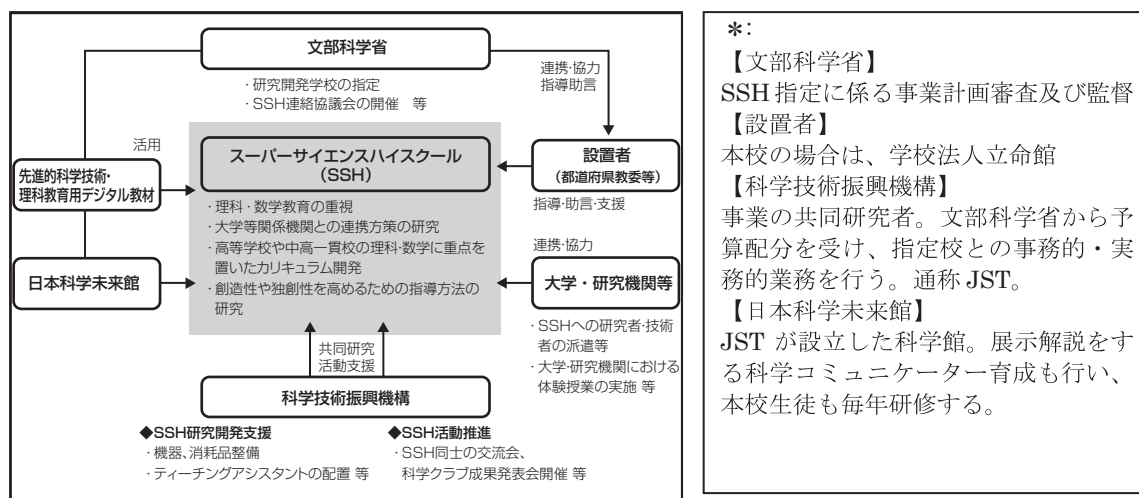 文部科学省
・研究開発学校の指定
・SSH連絡協議会の開催 等
連携・協力
指導助言
活用
先進的科学技術・
理科教育用デジタル教材
スーパーサイエンスハイスクール
(SSH)
・理科・数学教育の重視
・大学等関係機関との連携方策の研究
・高等学校や中高一貫校の理科・数学に重点を
置いたカリキュラム開発
・創造性や独創性を高めるための指導方法の
研究
設置者
(都道府県教委等)
指導・助言・支援
日本科学未来館
連携・協力
大学・研究機関等
・SSHへの研究者・技術
者の派遣等
・大学・研究機関における
体験授業の実施 等
共同研究
活動支援
科学技術振興機構
◆SSH研究開発支援
・機器、消耗品整備
・ティーチングアシスタントの配置 等
◆SSH活動推進
・SSH同士の交流会、
科学クラブ成果発表会開催 等
*:
【文部科学省】
SSH指定に係る事業計画審査及び監督
【設置者】
本校の場合は、学校法人立命館
【科学技術振興機構】
事業の共同研究者。文部科学省から予
算配分を受け、指定校との事務的・実
務的業務を行う。通称 JST。
【日本科学未来館】
JST が設立した科学館。展示解説をす
る科学コミュニケーター育成も行い、
本校生徒も毎年研修する。